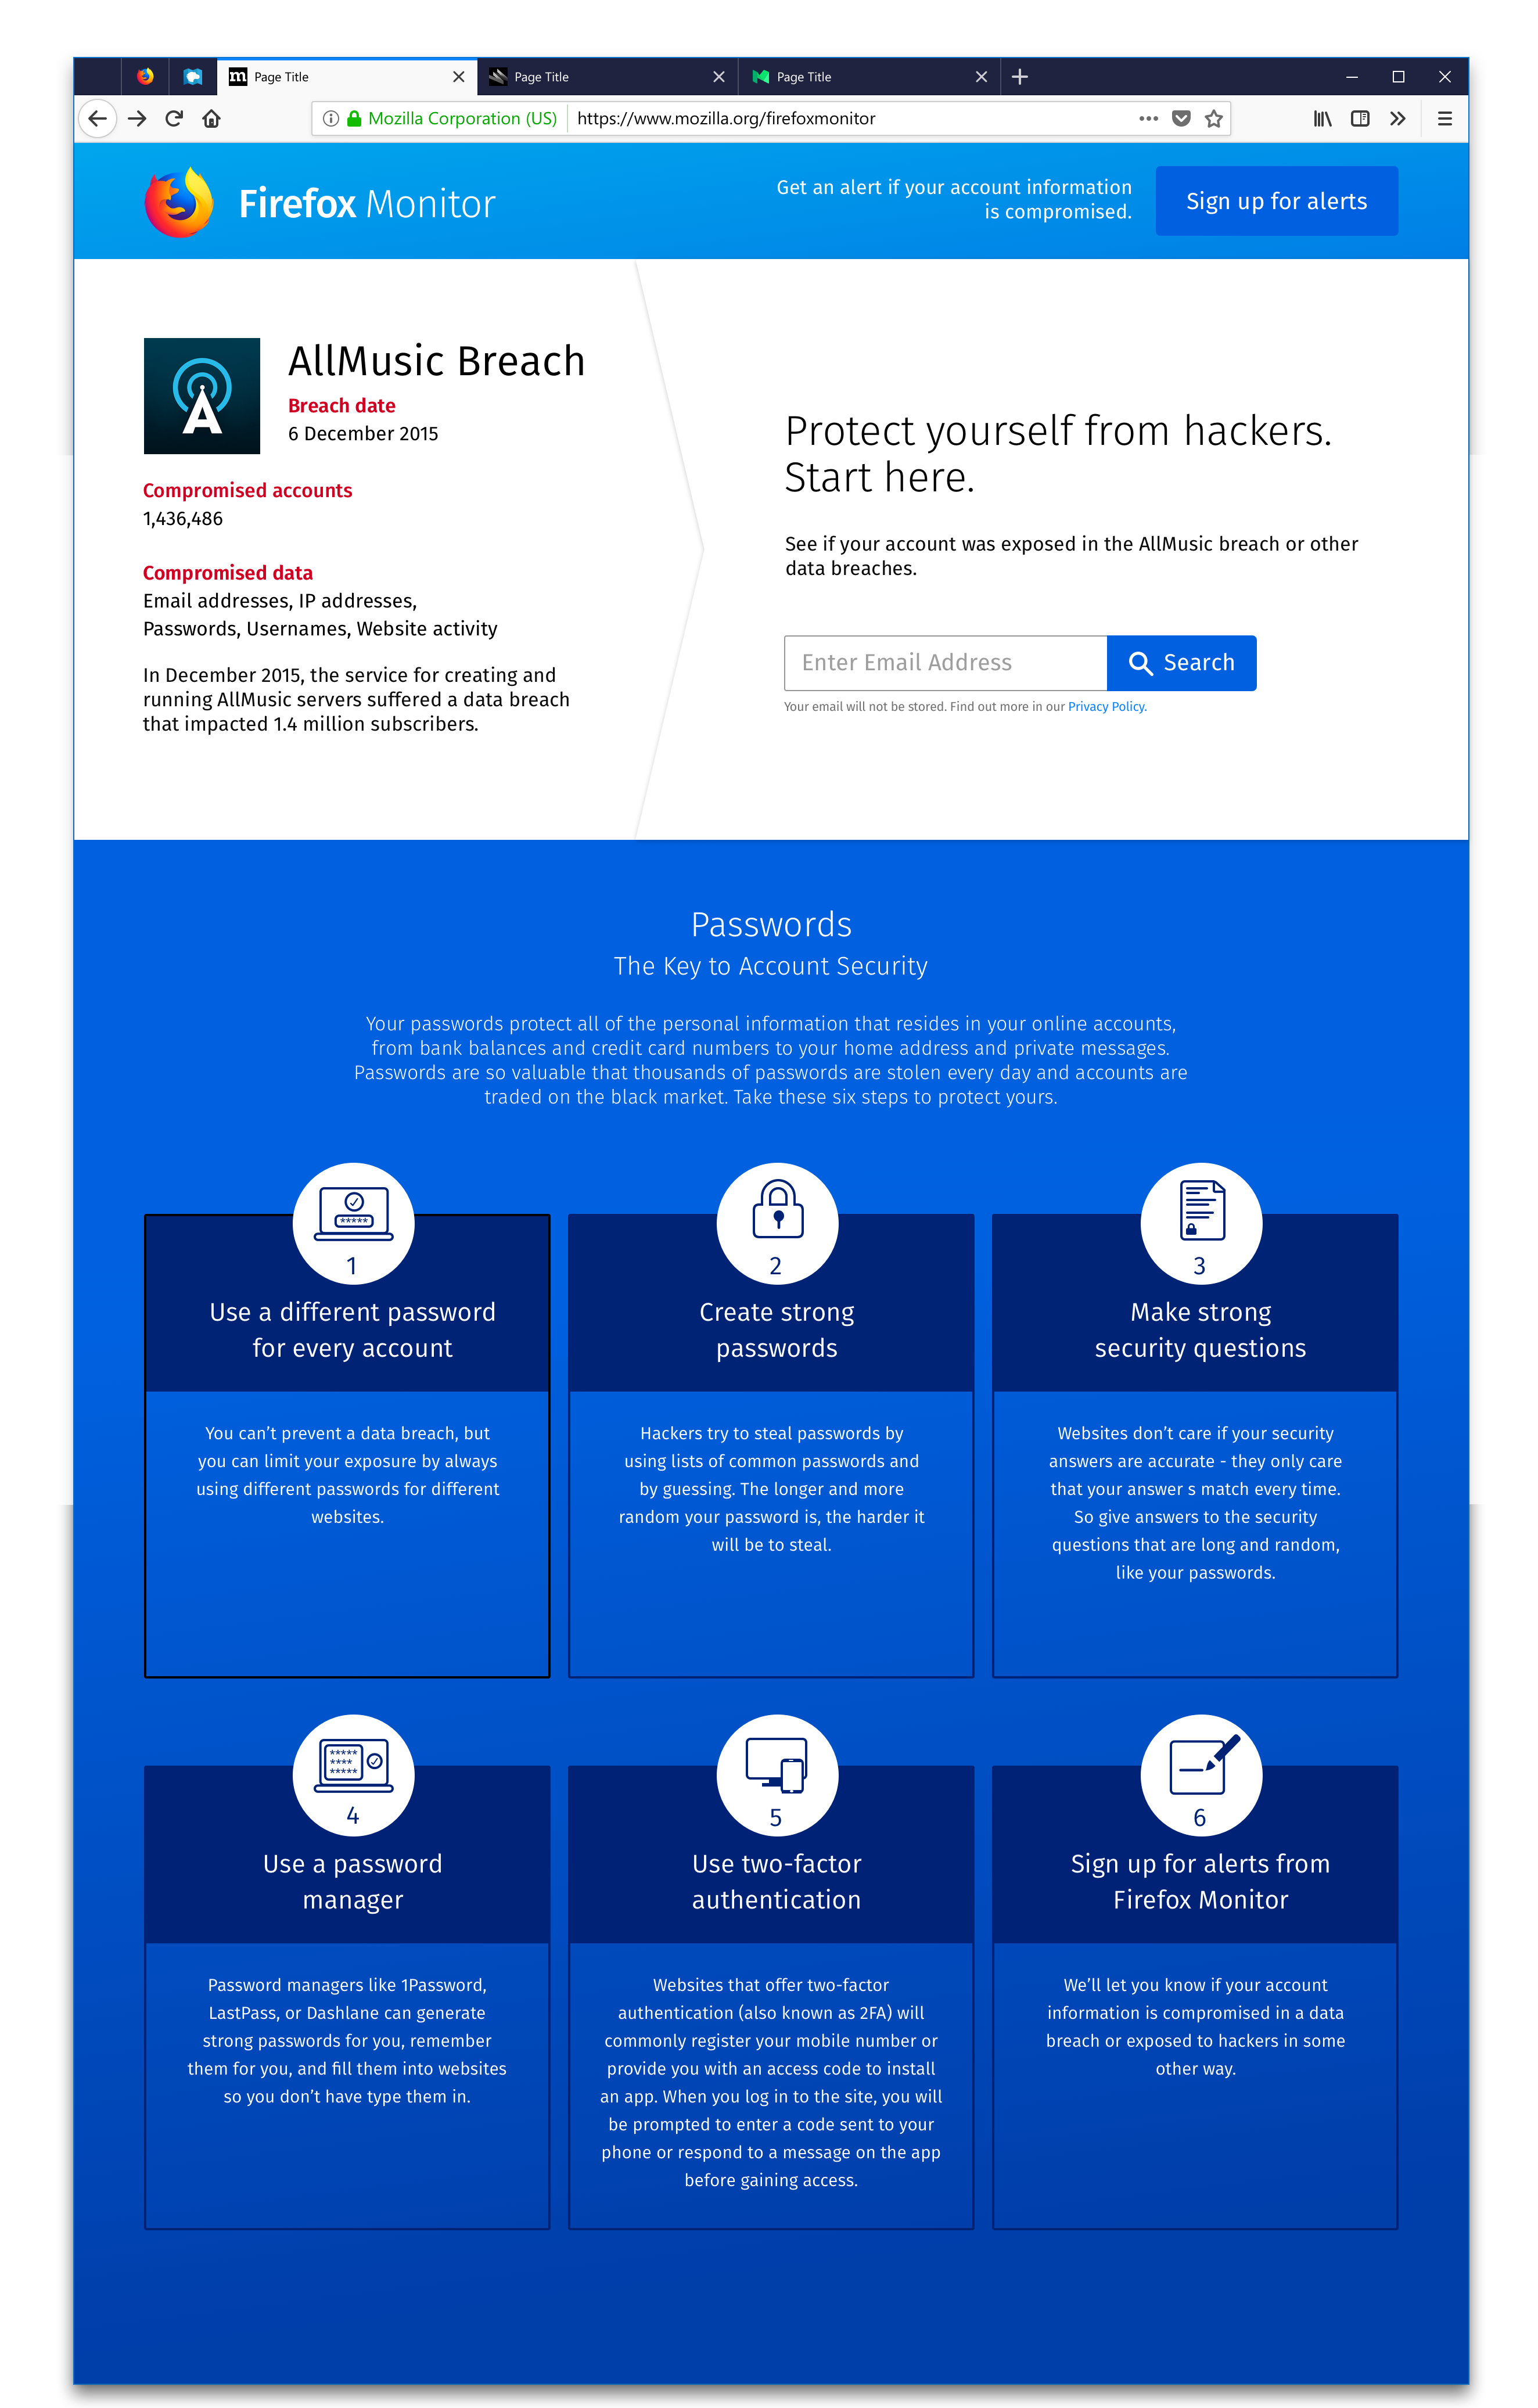 Page Title
Page Title
Page Title
Mozilla Corporation (US)
https://www.mozilla.org/firefoxmonitor
Firefox Monitor
Get an alert if your account information
is compromised.
Sign up for alerts
AllMusic Breach
Breach date
6 December 2015
Compromised accounts
1,436,486
Compromised data
Email addresses, IP addresses,
Passwords, Usernames, Website activity
In December 2015, the service for creating and
running AllMusic servers suffered a data breach
that impacted 1.4 million subscribers.
Protect yourself from hackers.
Start here.
See if your account was exposed in the AllMusic breach or other
data breaches.
Enter Email Address
Search
Your email will not be stored. Find out more in our Privacy Policy.
Passwords
The Key to Account Security
Your passwords protect all of the personal information that resides in your online accounts,
from bank balances and credit card numbers to your home address and private messages.
Passwords are so valuable that thousands of passwords are stolen every day and accounts are
traded on the black market. Take these six steps to protect yours.
*****
1
Use a different password
for every account
You can’t prevent a data breach, but
you can limit your exposure by always
using different passwords for different
websites.
2
Create strong
passwords
Hackers try to steal passwords by
using lists of common passwords and
by guessing. The longer and more
random your password is, the harder it
will be to steal.
3
Make strong
security questions
Websites don’t care if your security
answers are accurate - they only care
that your answer s match every time.
So give answers to the security
questions that are long and random,
like your passwords.
*****
****
*****
4
Use a password
manager
Password managers like 1Password,
LastPass, or Dashlane can generate
strong passwords for you, remember
them for you, and fill them into websites
so you don’t have type them in.
5
Use two-factor
authentication
Websites that offer two-factor
authentication (also known as 2FA) will
commonly register your mobile number or
provide you with an access code to install
an app. When you log in to the site, you will
be prompted to enter a code sent to your
phone or respond to a message on the app
before gaining access.
6
Sign up for alerts from
Firefox Monitor
We’ll let you know if your account
information is compromised in a data
breach or exposed to hackers in some
other way.